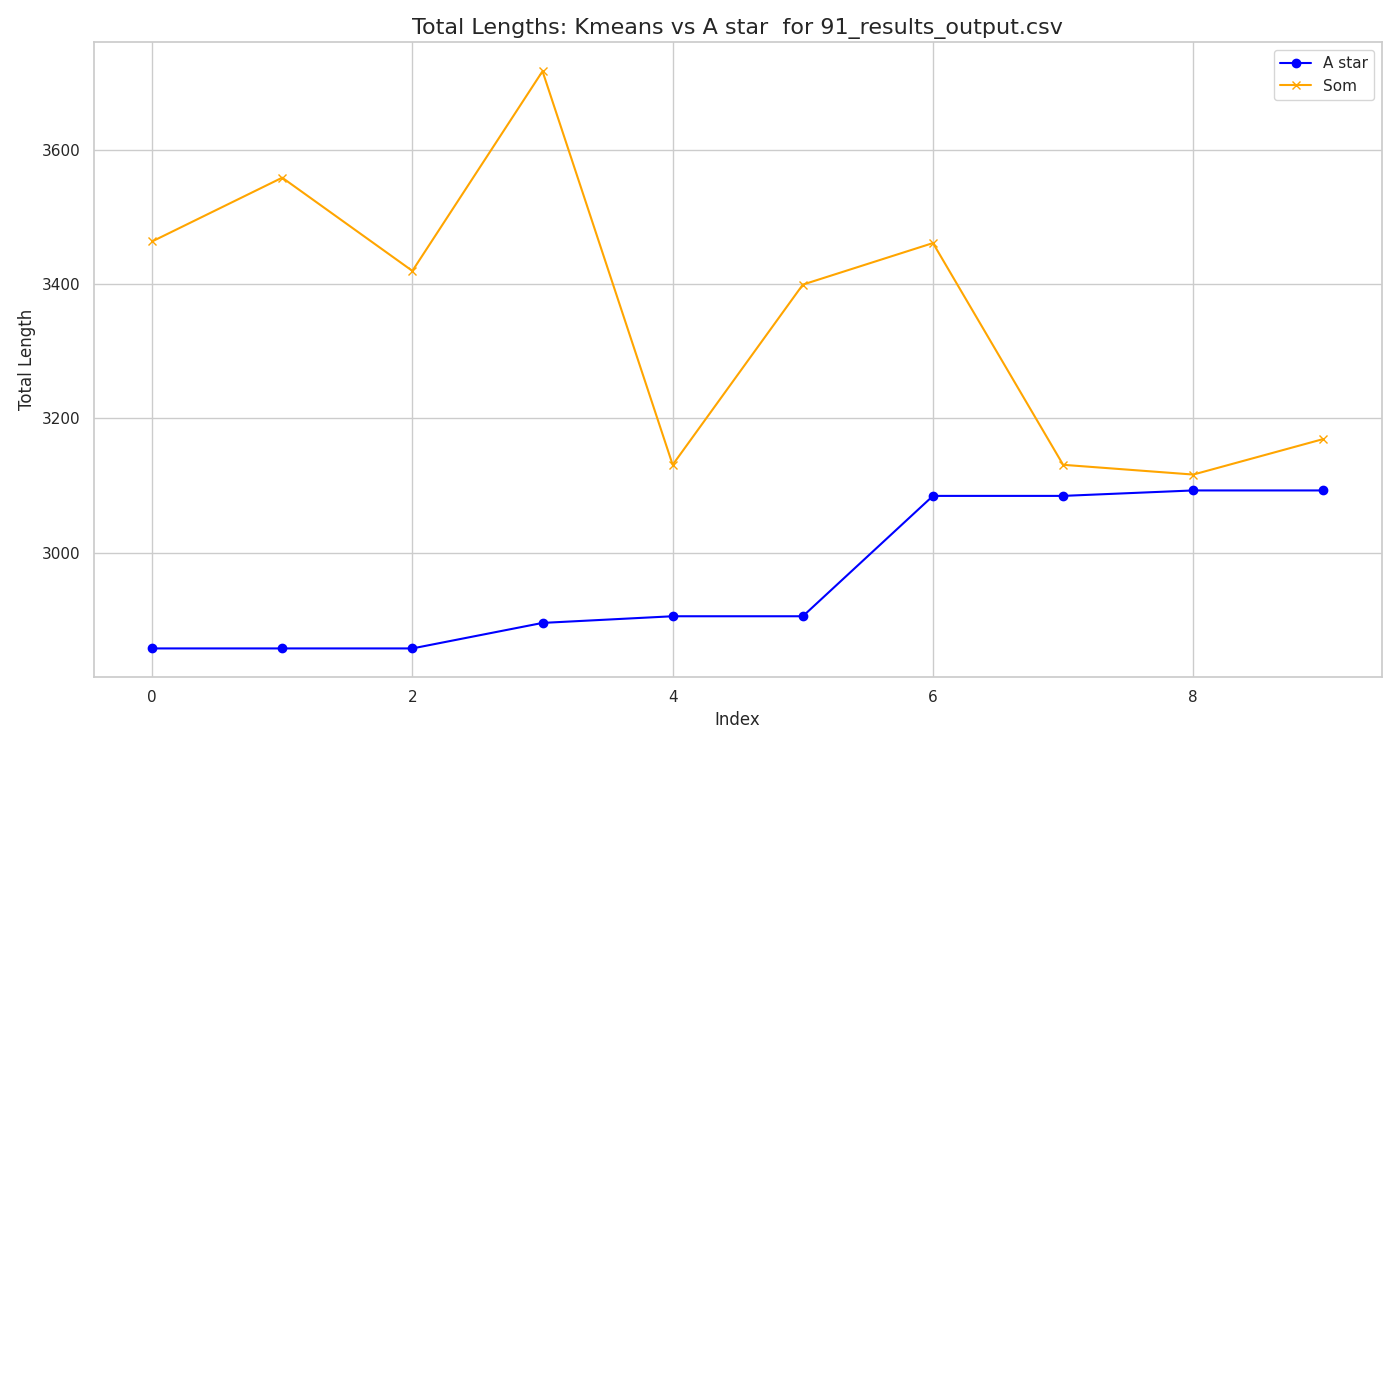 Total Lengths: Kmeans vs A star  for 91_results_output.csv
A star
Som
3600
3400
3200
3000
Total Length
0 2 4 6 8
Index